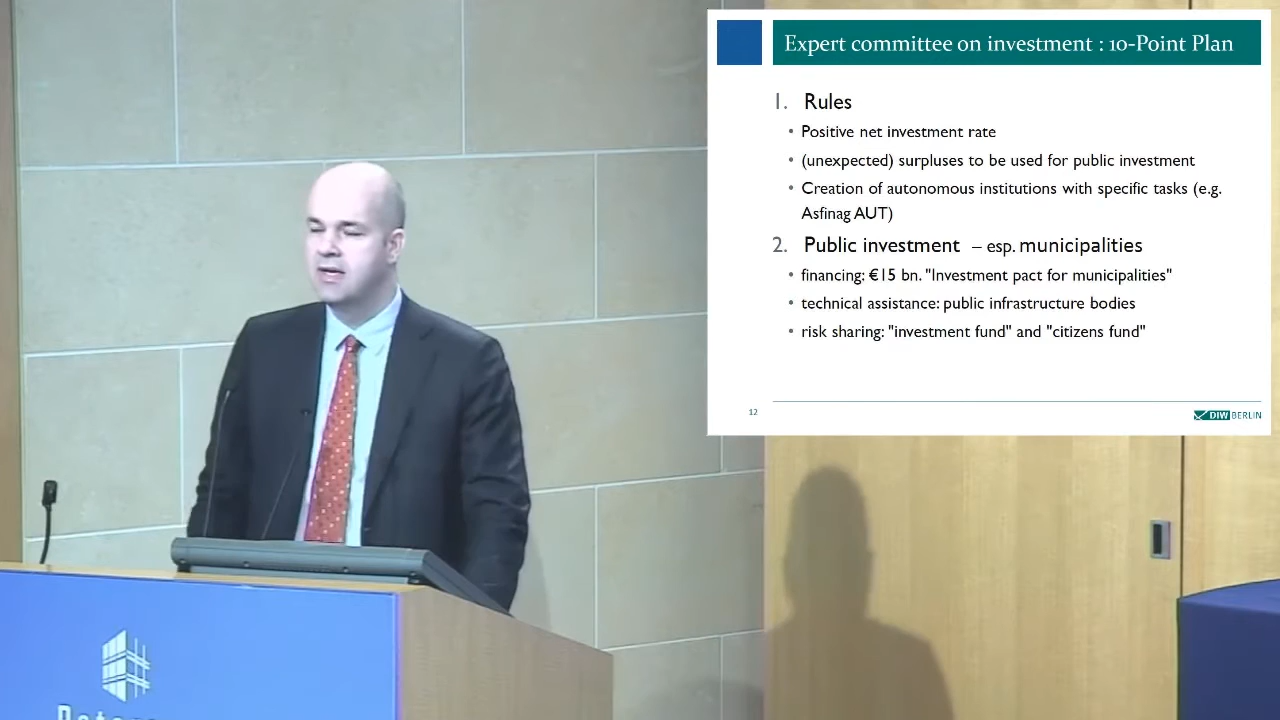 Expert committee on investment : 10-Point Plan
1. Rules
• Positive net investment rate
• (unexpected) surpluses to be used for public investment
• Creation of autonomous institutions with specific tasks (e.g.
Asfinag AUT)
2. Public investment – esp. municipalities
• financing: €15 bn. "Investment pact for municipalities"
• technical assistance: public infrastructure bodies
• risk sharing: "investment fund" and "citizens fund"
12
DIW BERLIN